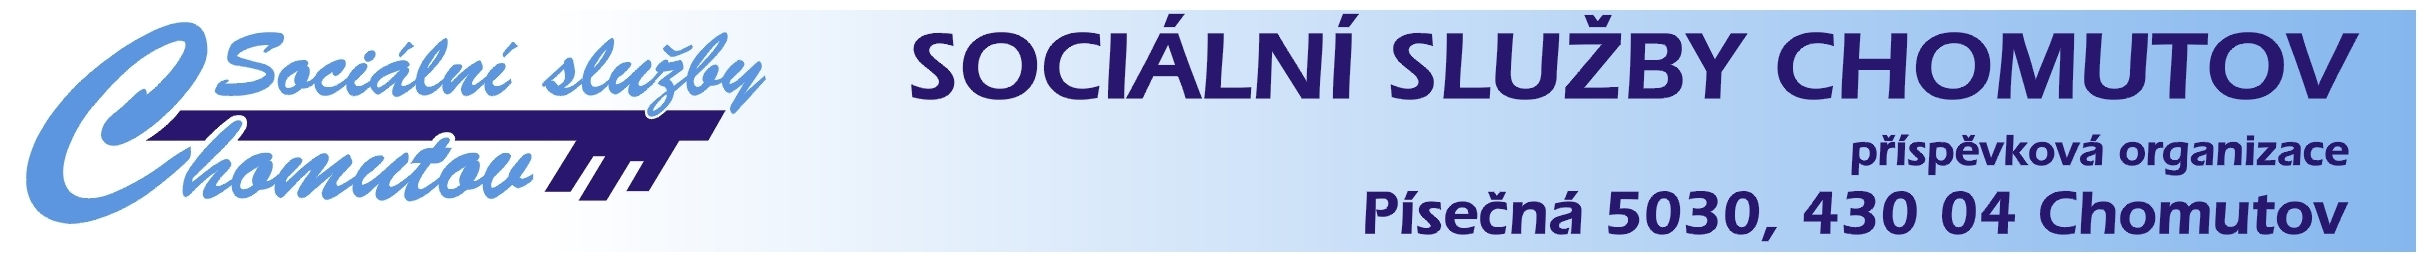 Sociální služby
Chomutov
SOCIÁLNÍ SLUŽBY CHOMUTOV
příspěvková organizace
Písečná 5030, 430 04 Chomutov